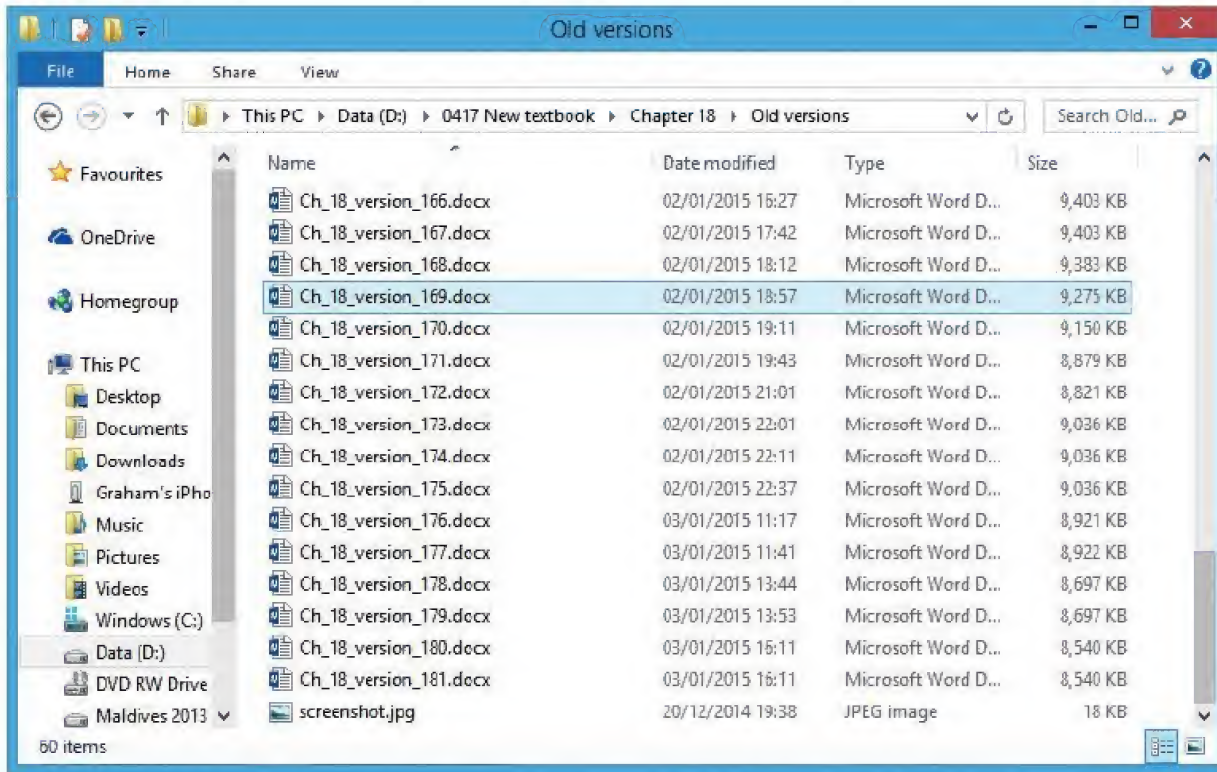 Old versions
File Home Share View
This PC Data (D:) 0417 New textbook Chapter 18 Old versions Search Old...
Favourites
OneDrive
Homegroup
This PC
Desktop
Documents
Downloads
Graham's iPho
Music
Pictures
Videos
Windows (C:)
Data (D:)
DVD RW Drive
Maldives 2013
Name Date modified Type Size
Ch_18_version_166.docx 02/01/2015 16:27 Microsoft Word D... 9,403 KB
Ch_18_version_167.docx 02/01/2015 17:42 Microsoft Word D... 9,403 KB
Ch_18_version_168.docx 02/01/2015 18:12 Microsoft Word D... 9,383 KB
Ch_18_version_169.docx 02/01/2015 18:57 Microsoft Word D... 9,275 KB
Ch_18_version_170.docx 02/01/2015 19:11 Microsoft Word D... 9,150 KB
Ch_18_version_171.docx 02/01/2015 19:43 Microsoft Word D... 8,879 KB
Ch_18_version_172.docx 02/01/2015 21:01 Microsoft Word D... 8,821 KB
Ch_18_version_173.docx 02/01/2015 22:01 Microsoft Word D... 9,036 KB
Ch_18_version_174.docx 02/01/2015 22:11 Microsoft Word D... 9,036 KB
Ch_18_version_175.docx 02/01/2015 22:37 Microsoft Word D... 9,036 KB
Ch_18_version_176.docx 03/01/2015 11:17 Microsoft Word D... 8,921 KB
Ch_18_version_177.docx 03/01/2015 11:41 Microsoft Word D... 8,922 KB
Ch_18_version_178.docx 03/01/2015 13:44 Microsoft Word D... 8,697 KB
Ch_18_version_179.docx 03/01/2015 13:53 Microsoft Word D... 8,697 KB
Ch_18_version_180.docx 03/01/2015 16:11 Microsoft Word D... 8,540 KB
Ch_18_version_181.docx 03/01/2015 16:11 Microsoft Word D... 8,540 KB
screenshot.jpg 20/12/2014 19:38 JPEG image 18 KB
60 items